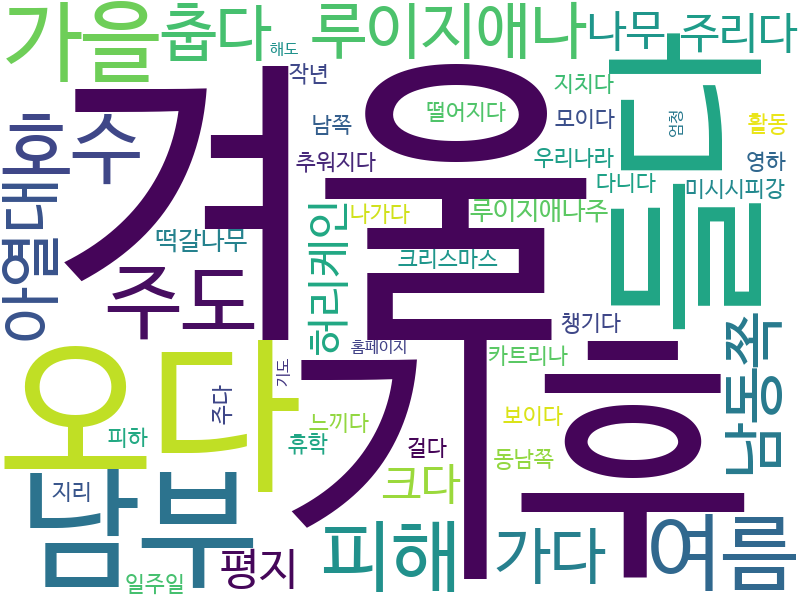 가을
춥다
해도
루이지애나
나무
주리다
겨울
작년
남쪽
추워지다
떨어지다
지치다
모이다
우리나라
다니다
엄청
활동
영하
미시시피강
들다
호수
아열대
떡갈나무
나가다
루이지애나주
크리스마스
허리케인
주도
챙기다
홈페이지
카트리나
기후
오다
기도
주다
느끼다
보이다
피하
휴학
걸다
동남쪽
남동쪽
지리
크다
남부
평지
피해
가다
여름
일주일